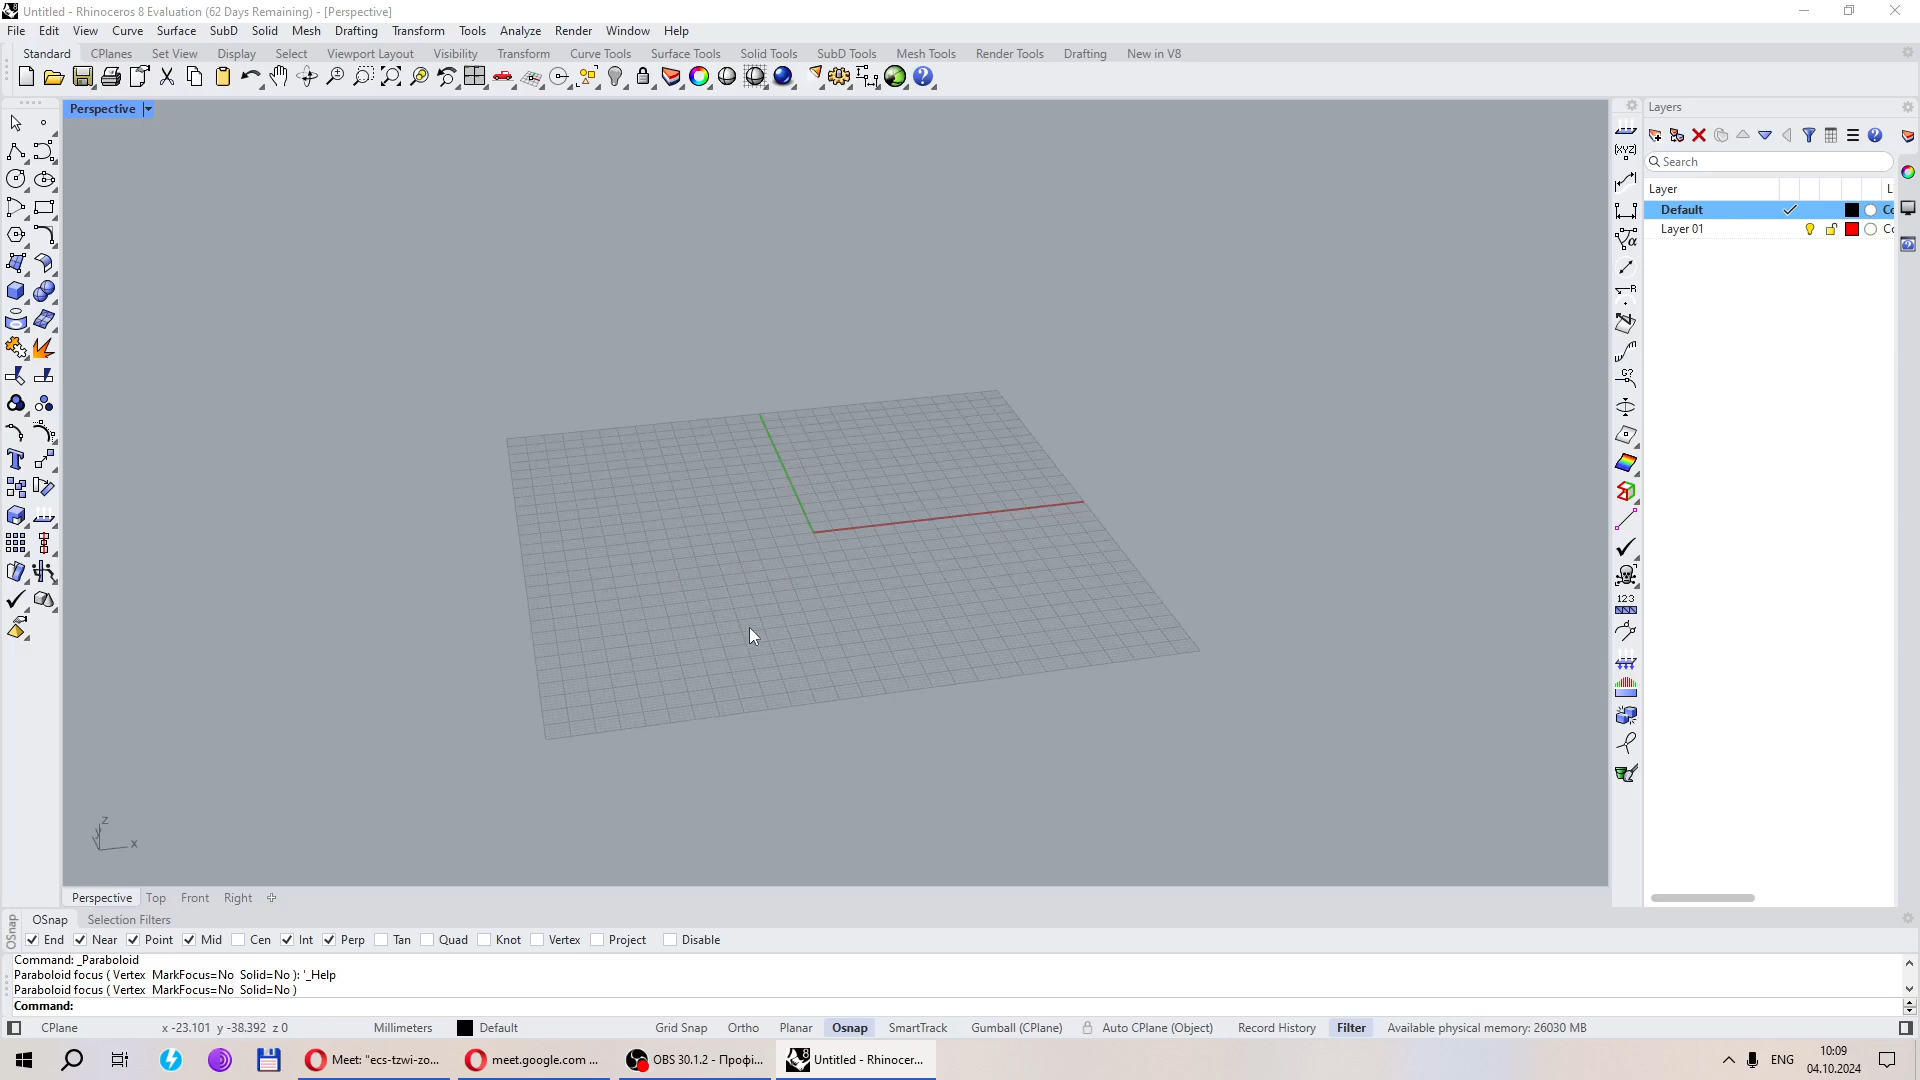 Untitled - Rhinoceros 8 Evaluation (62 Days Remaining) - [Perspective]
File Edit View Curve Surface SubD Solid Mesh Drafting Transform Tools Analyze Render Window Help
Standard CPlanes Set View Display Select Viewport Layout Visibility Transform Curve Tools Surface Tools Solid Tools SubD Tools Mesh Tools Render Tools Drafting New in V8
Perspective
Layers
Search
Layer L
Default Co
Layer 01 Co
z
y
x
Perspective Top Front Right
OSnap
OSnap Selection Filters
End Near Point Mid Cen Int Perp Tan Quad Knot Vertex Project Disable
Command: _Paraboloid
Paraboloid focus ( Vertex MarkFocus=No Solid=No ): '_Help
Paraboloid focus ( Vertex MarkFocus=No Solid=No )
Command:
CPlane x -23.101 y -38.392 z 0 Millimeters Default Grid Snap Ortho Planar Osnap SmartTrack Gumball (CPlane) Auto CPlane (Object) Record History Filter Available physical memory: 26030 MB
Meet: "ecs-tzwi-zo... meet.google.com ... OBS 30.1.2 - Профі... Untitled - Rhinocer... ENG 10:09
04.10.2024